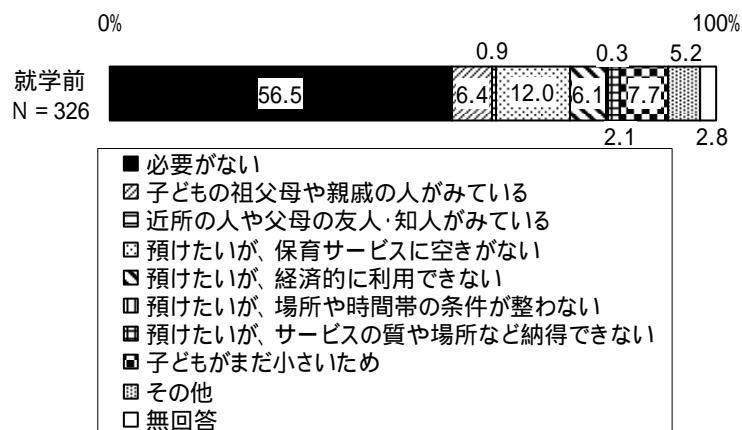 0% 100%
0.9 0.3 5.2
就学前
N = 326
56.5 6.4 12.0 6.1 7.7
2.1 2.8
必要がない
子どもの祖父母や親戚の人がみている
近所の人や父母の友人・知人がみている
預けたいが、保育サービスに空きがない
預けたいが、経済的に利用できない
預けたいが、場所や時間帯の条件が整わない
預けたいが、サービスの質や場所など納得できない
子どもがまだ小さいため
その他
無回答